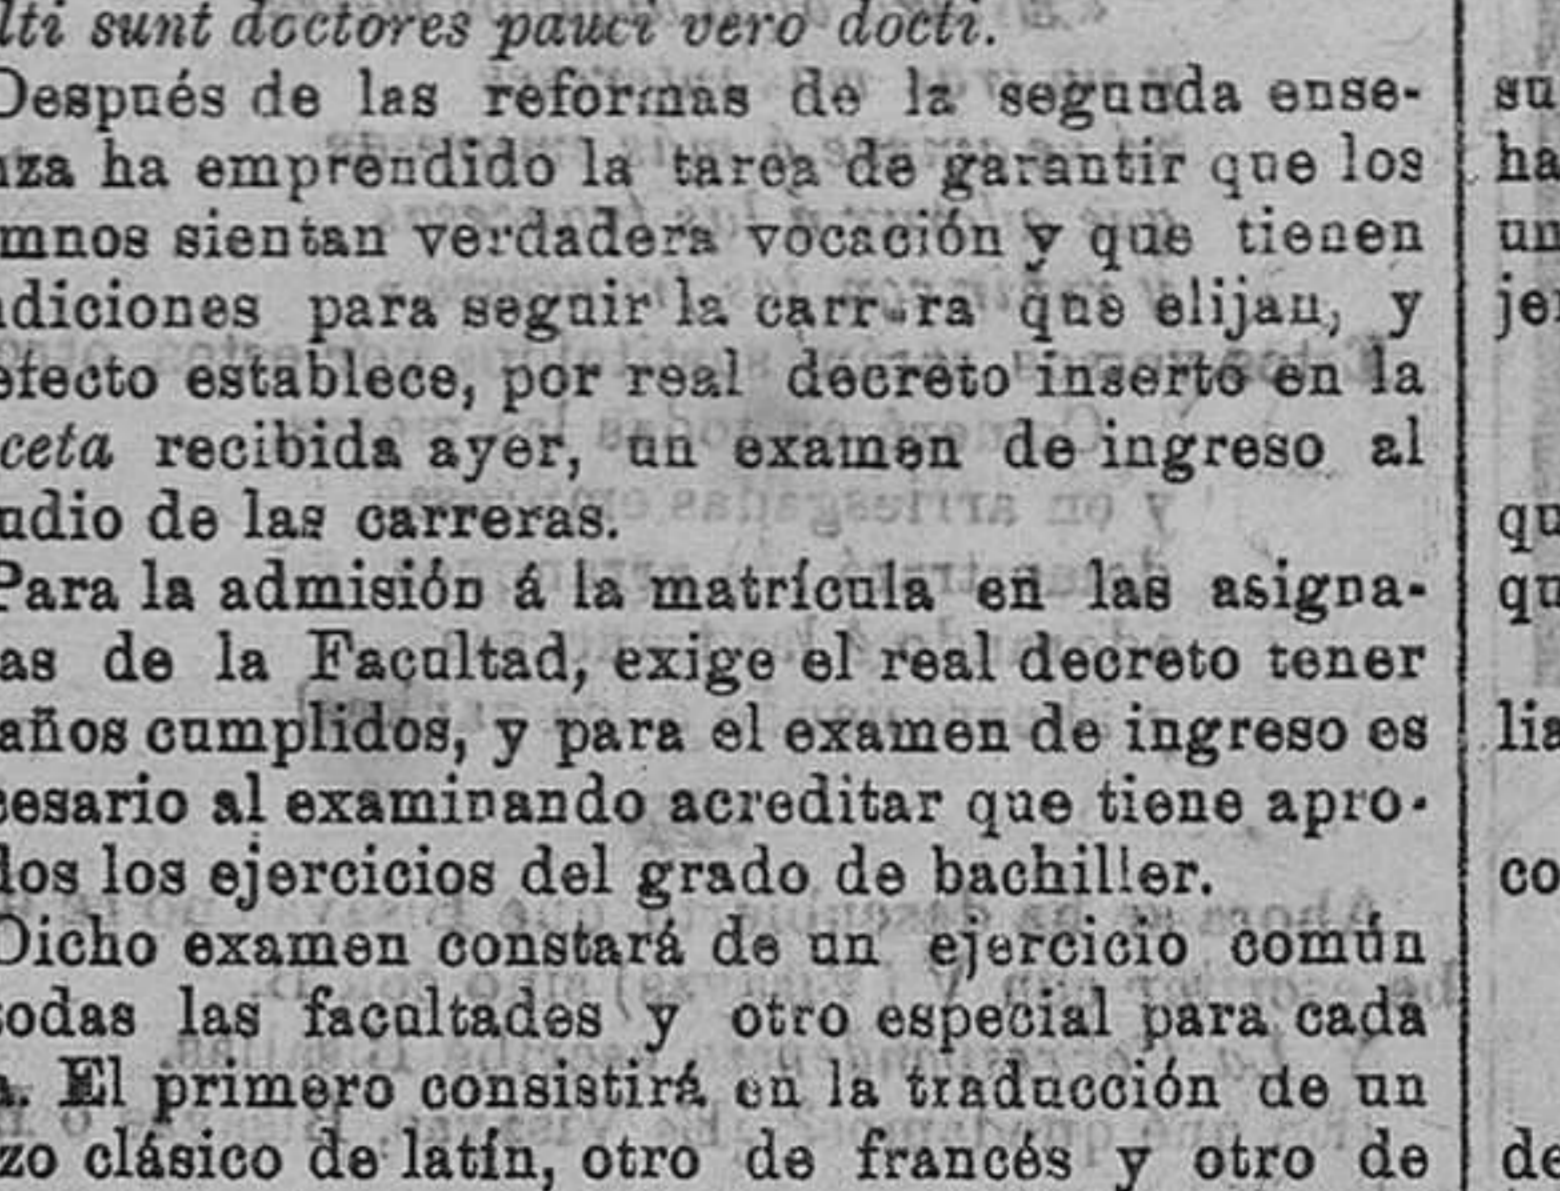 lti sunt doctores pauci vero docti.
Después de las reformas de la segunda ense-
nza ha emprendido la tarea de garantir que los
mnos sientan verdadera vocación y que tienen
ndiciones para seguir la carrera que elijan, y
efecto establece, por real decreto inserto en la
ceta recibida ayer, un examen de ingreso al
udio de las carreras.
Para la admisión á la matrícula en las asigna-
as de la Facultad, exige el real decreto tener
años cumplidos, y para el examen de ingreso es
cesario al examinando acreditar que tiene apro-
dos los ejercicios del grado de bachiller.
Dicho examen constará de un ejercicio común
todas las facultades y otro especial para cada
a. El primero consistirá en la traducción de un
zo clásico de latín, otro de francés y otro de
su
ha
un
je
qu
qu
lia
co
de